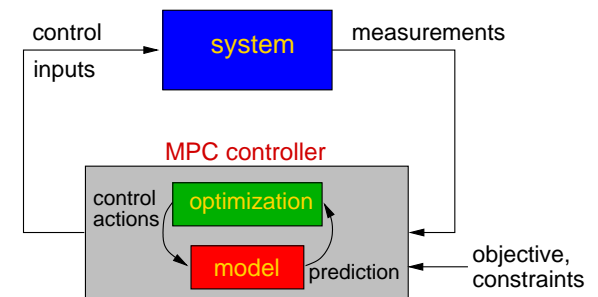 control
inputs
system
measurements
MPC controller
control
actions
optimization
model
prediction
objective,
constraints